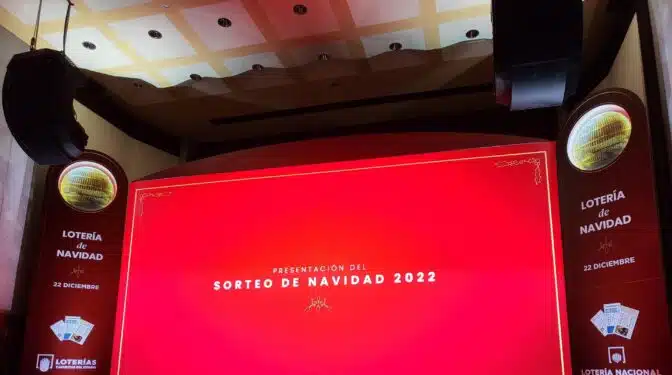 LOTERÍA
de
NAVIDAD
22 DICIEMBRE
LOTERÍAS
PRESENTACIÓN DEL
SORTEO DE NAVIDAD 2022
LOTERÍA
de
NAVIDAD
22 DICIEMBRE
LOTERÍA NACIONAL